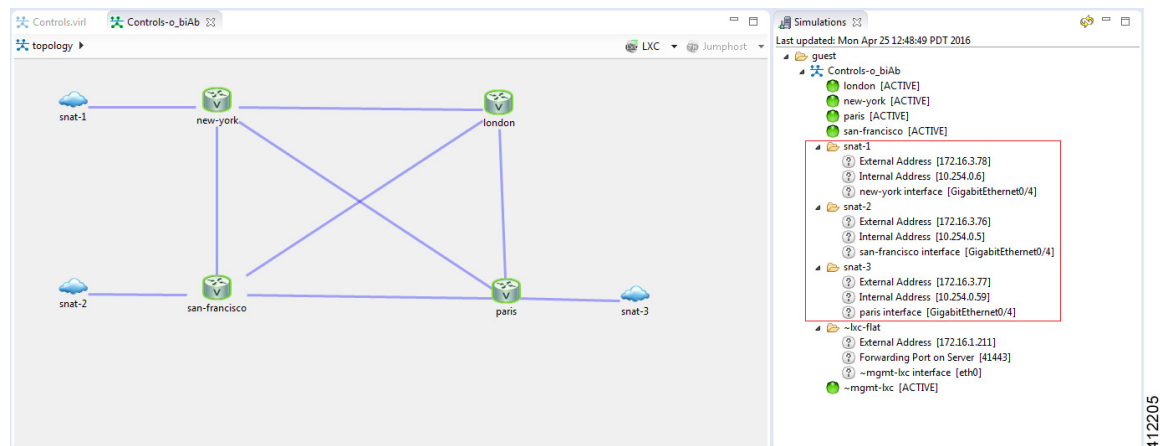 Controls.virl
Controls-o_biAb
topology
LXC
Jumphost
snat-1
new-york
london
snat-2
san-francisco
paris
snat-3
Simulations
Last updated: Mon Apr 25 12:48:49 PDT 2016
guest
Controls-o_biAb
london [ACTIVE]
new-york [ACTIVE]
paris [ACTIVE]
san-francisco [ACTIVE]
snat-1
External Address [172.16.3.78]
Internal Address [10.254.0.6]
new-york interface [GigabitEthernet0/4]
snat-2
External Address [172.16.3.76]
Internal Address [10.254.0.5]
san-francisco interface [GigabitEthernet0/4]
snat-3
External Address [172.16.3.77]
Internal Address [10.254.0.59]
paris interface [GigabitEthernet0/4]
~lxc-flat
External Address [172.16.1.211]
Forwarding Port on Server [41443]
~mgmt-lxc interface [eth0]
~mgmt-lxc [ACTIVE]
412205